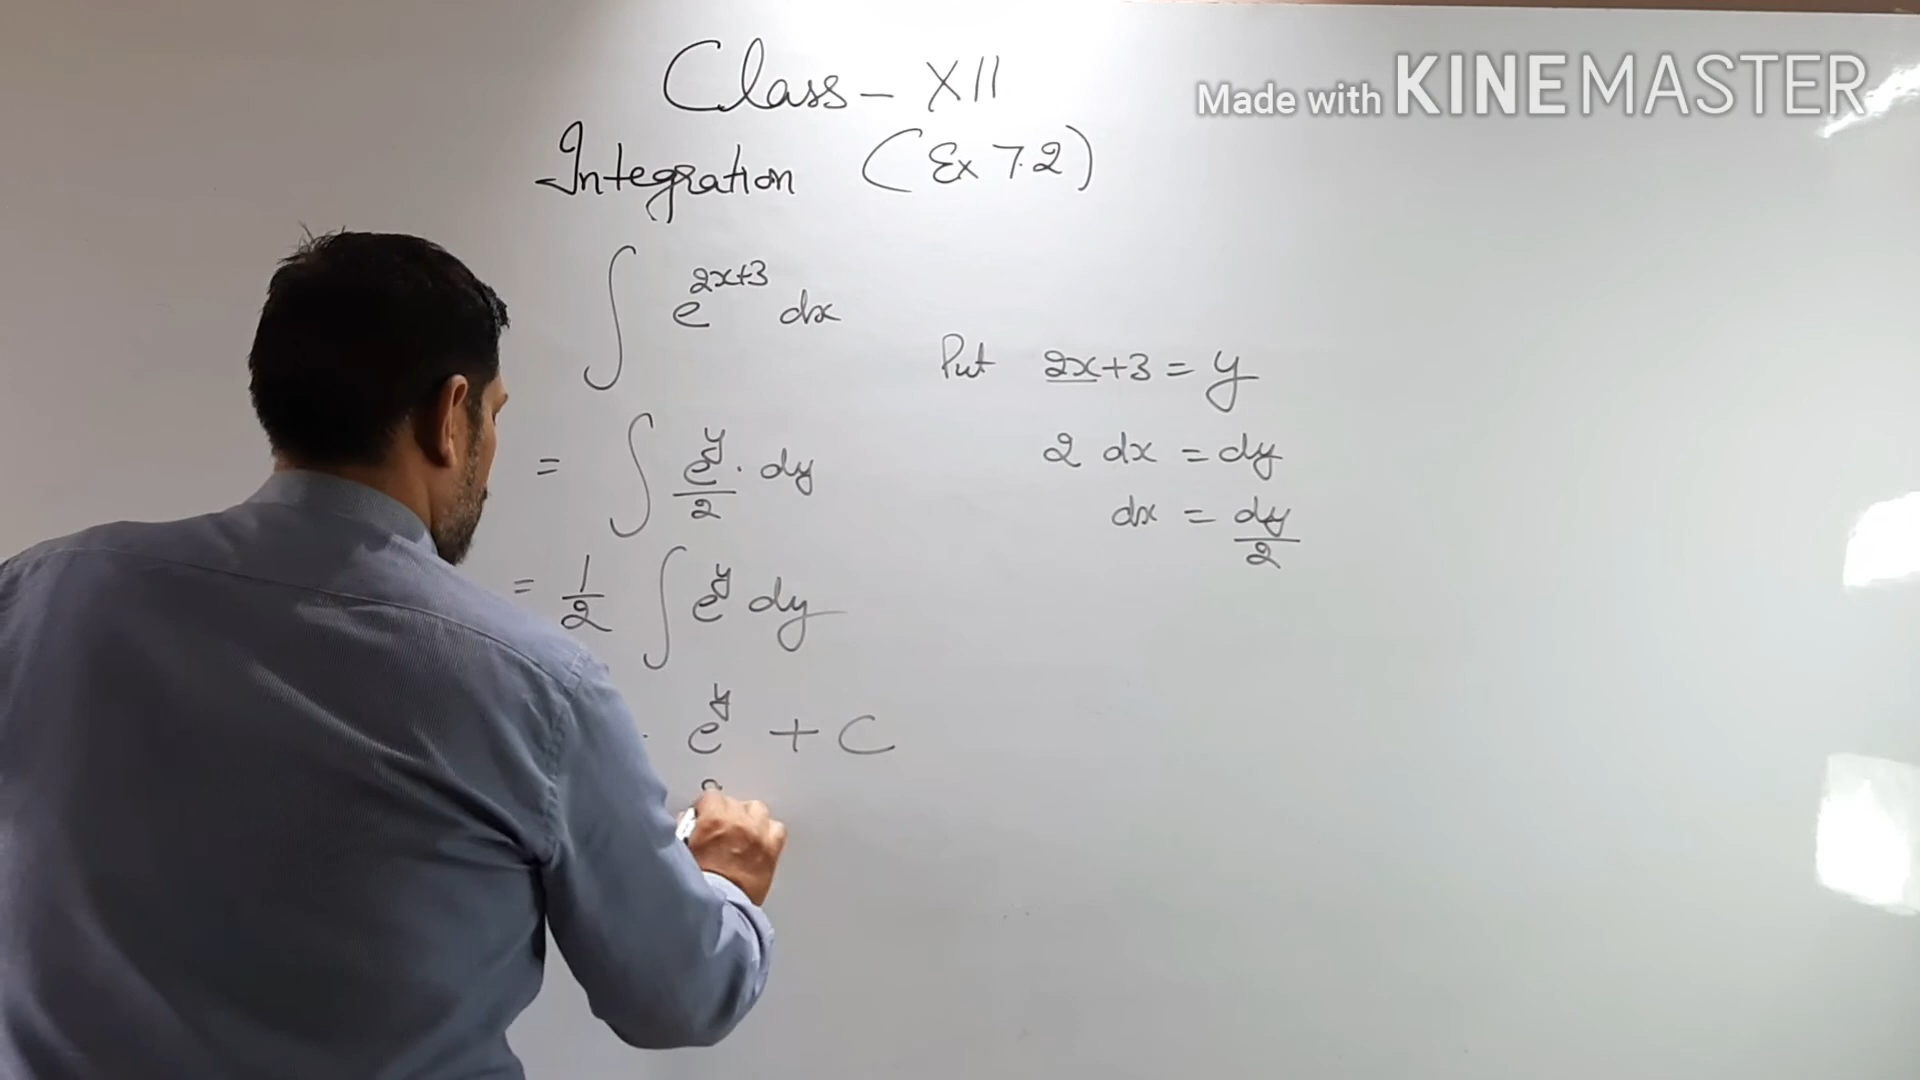 Class - XII
Made with KINEMASTER
Integration (Ex 7.2)
∫ e^{2x+3} dx
Put 2x+3 = y
= ∫ e^y/2 . dy
2 dx = dy
dx = dy/2
= 1/2 ∫ e^y dy
e^y + C